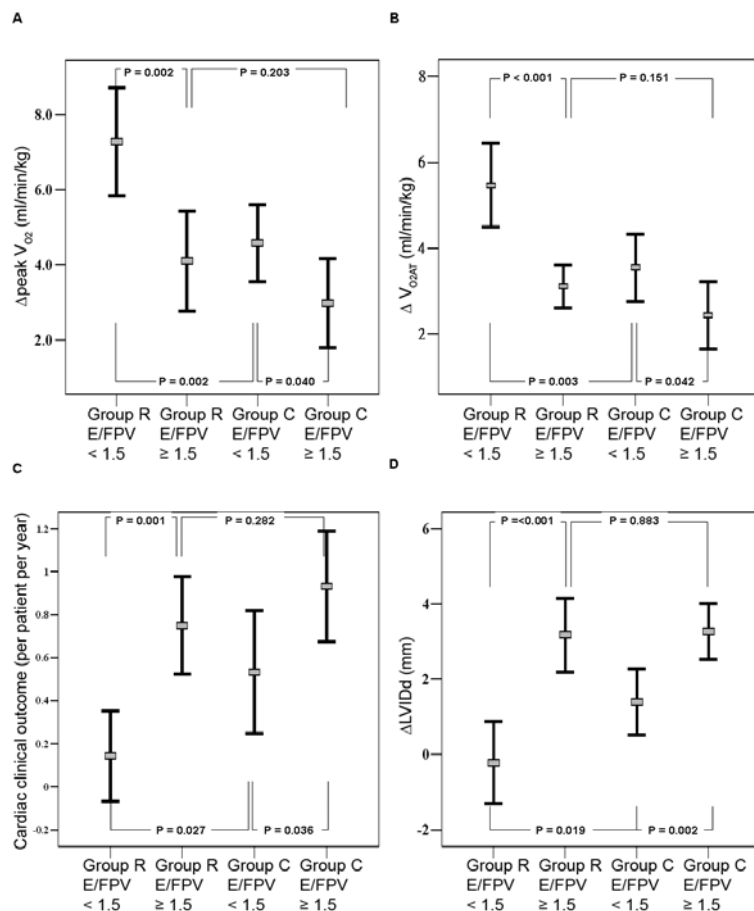 A
P = 0.002
P = 0.203
8.0
6.0
4.0
2.0
Δpeak VO2 (ml/min/kg)
P = 0.002
P = 0.040
Group R
E/FPV
< 1.5
Group R
E/FPV
≥ 1.5
Group C
E/FPV
< 1.5
Group C
E/FPV
≥ 1.5
B
P < 0.001
P = 0.151
8
6
4
2
Δ VO2AT (ml/min/kg)
P = 0.003
P = 0.042
Group R
E/FPV
< 1.5
Group R
E/FPV
≥ 1.5
Group C
E/FPV
< 1.5
Group C
E/FPV
≥ 1.5
C
P = 0.001
P = 0.282
1.2
1
0.8
0.6
0.4
0.2
0
-0.2
Cardiac clinical outcome (per patient per year)
P = 0.027
P = 0.036
Group R
E/FPV
< 1.5
Group R
E/FPV
≥ 1.5
Group C
E/FPV
< 1.5
Group C
E/FPV
≥ 1.5
D
P =<0.001
P = 0.883
6
4
2
0
-2
ΔLVIDd (mm)
P = 0.019
P = 0.002
Group R
E/FPV
< 1.5
Group R
E/FPV
≥ 1.5
Group C
E/FPV
< 1.5
Group C
E/FPV
≥ 1.5